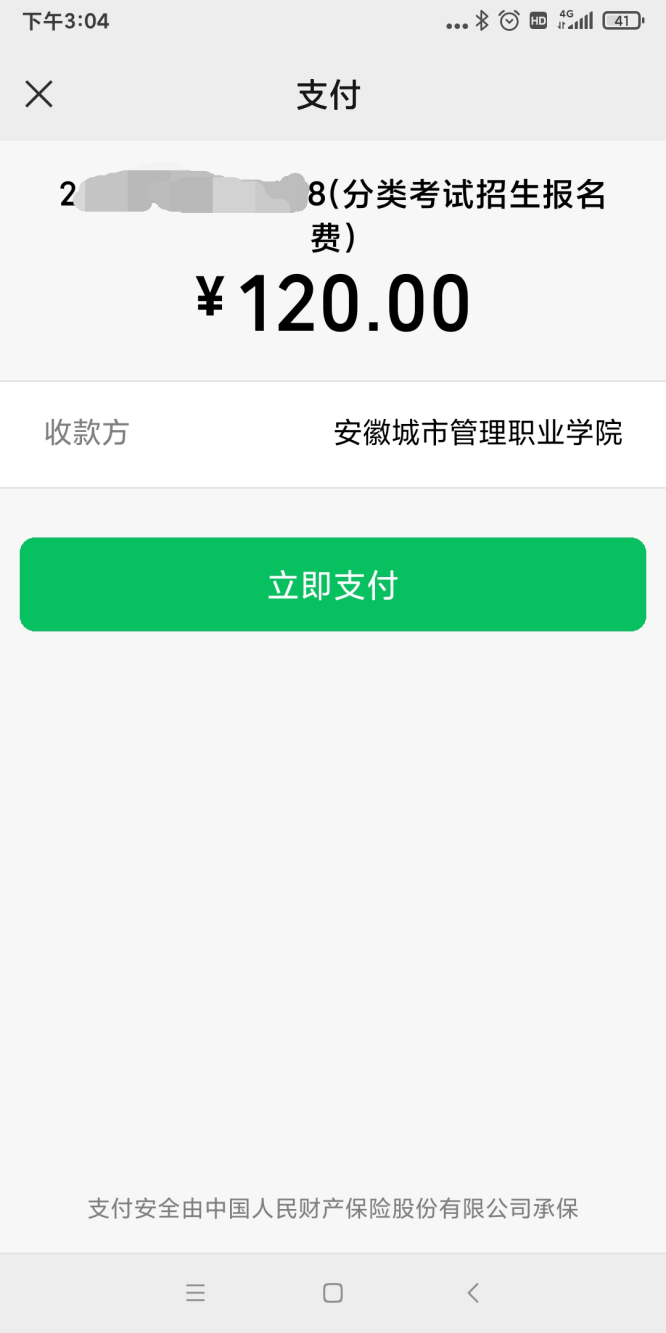 下午3:04
HD 4G 41
支付
2 8(分类考试招生报名
费)
¥120.00
收款方 安徽城市管理职业学院
立即支付
支付安全由中国人民财产保险股份有限公司承保